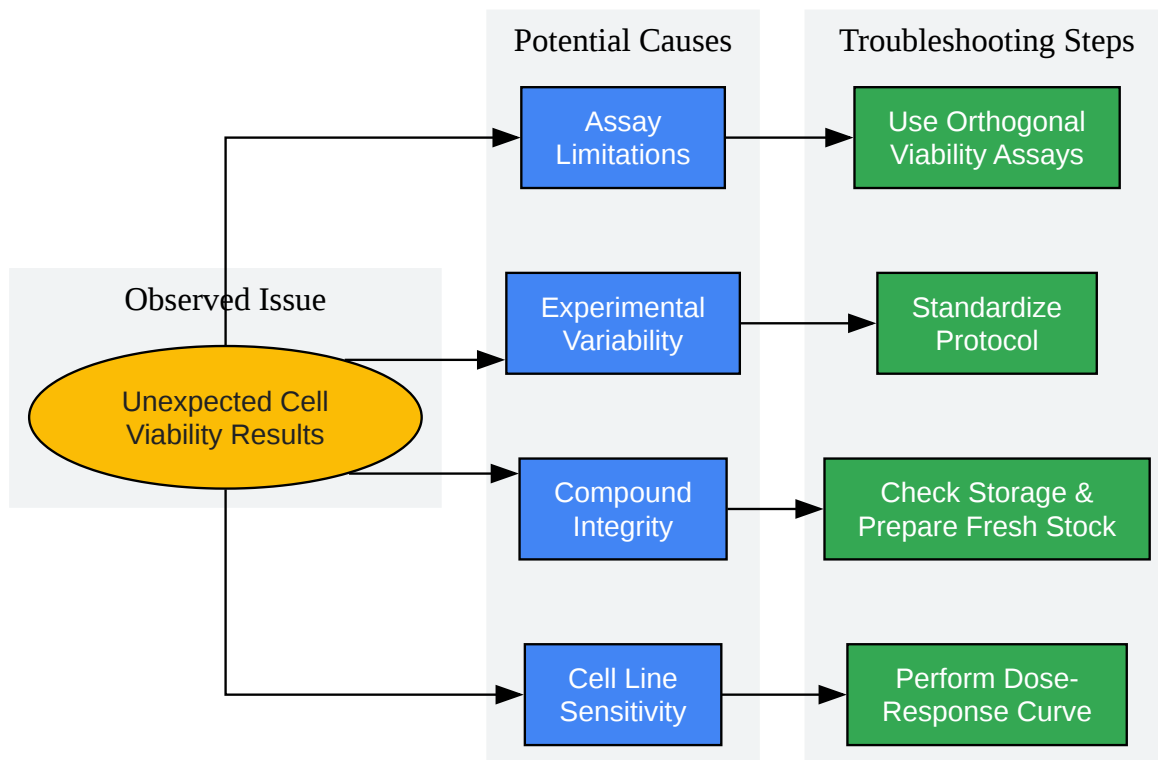 Potential Causes
Troubleshooting Steps
Assay
Limitations
Use Orthogonal
Viability Assays
Observed Issue
Experimental
Variability
Standardize
Protocol
Unexpected Cell
Viability Results
Compound
Integrity
Check Storage &
Prepare Fresh Stock
Cell Line
Sensitivity
Perform Dose-
Response Curve